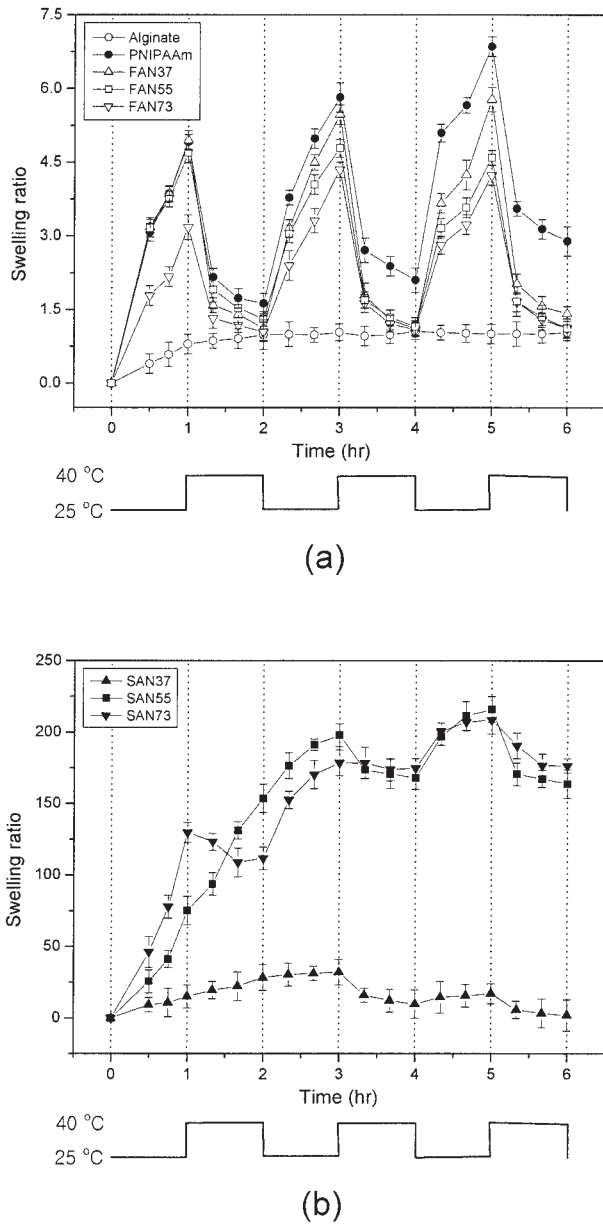 7.5
6.0
4.5
3.0
1.5
0.0
Swelling ratio
Alginate
PNIPAAm
FAN37
FAN55
FAN73
0 1 2 3 4 5 6
Time (hr)
40 °C
25 °C
(a)
250
200
150
100
50
0
Swelling ratio
SAN37
SAN55
SAN73
0 1 2 3 4 5 6
Time (hr)
40 °C
25 °C
(b)